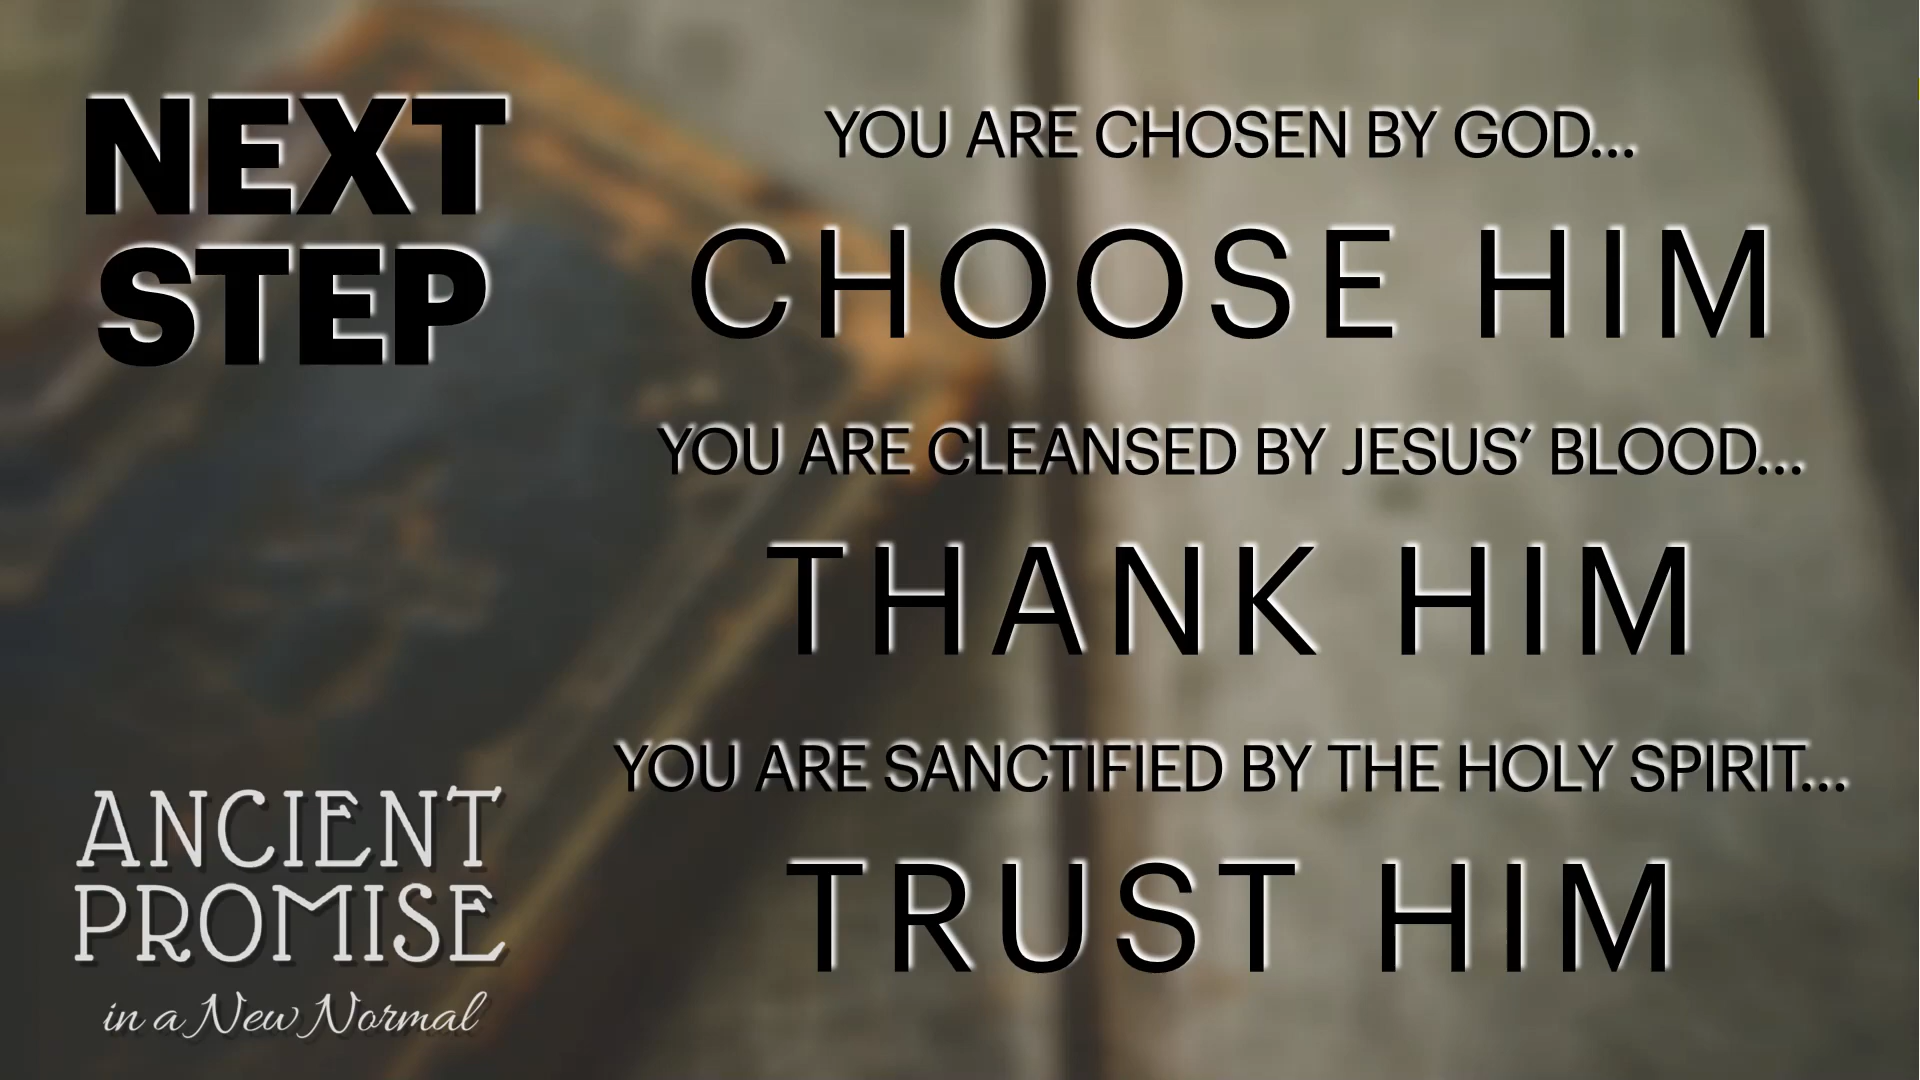 NEXT
STEP
YOU ARE CHOSEN BY GOD...
CHOOSE HIM
YOU ARE CLEANSED BY JESUS’ BLOOD...
THANK HIM
YOU ARE SANCTIFIED BY THE HOLY SPIRIT...
TRUST HIM
ANCIENT
PROMISE
in a New Normal